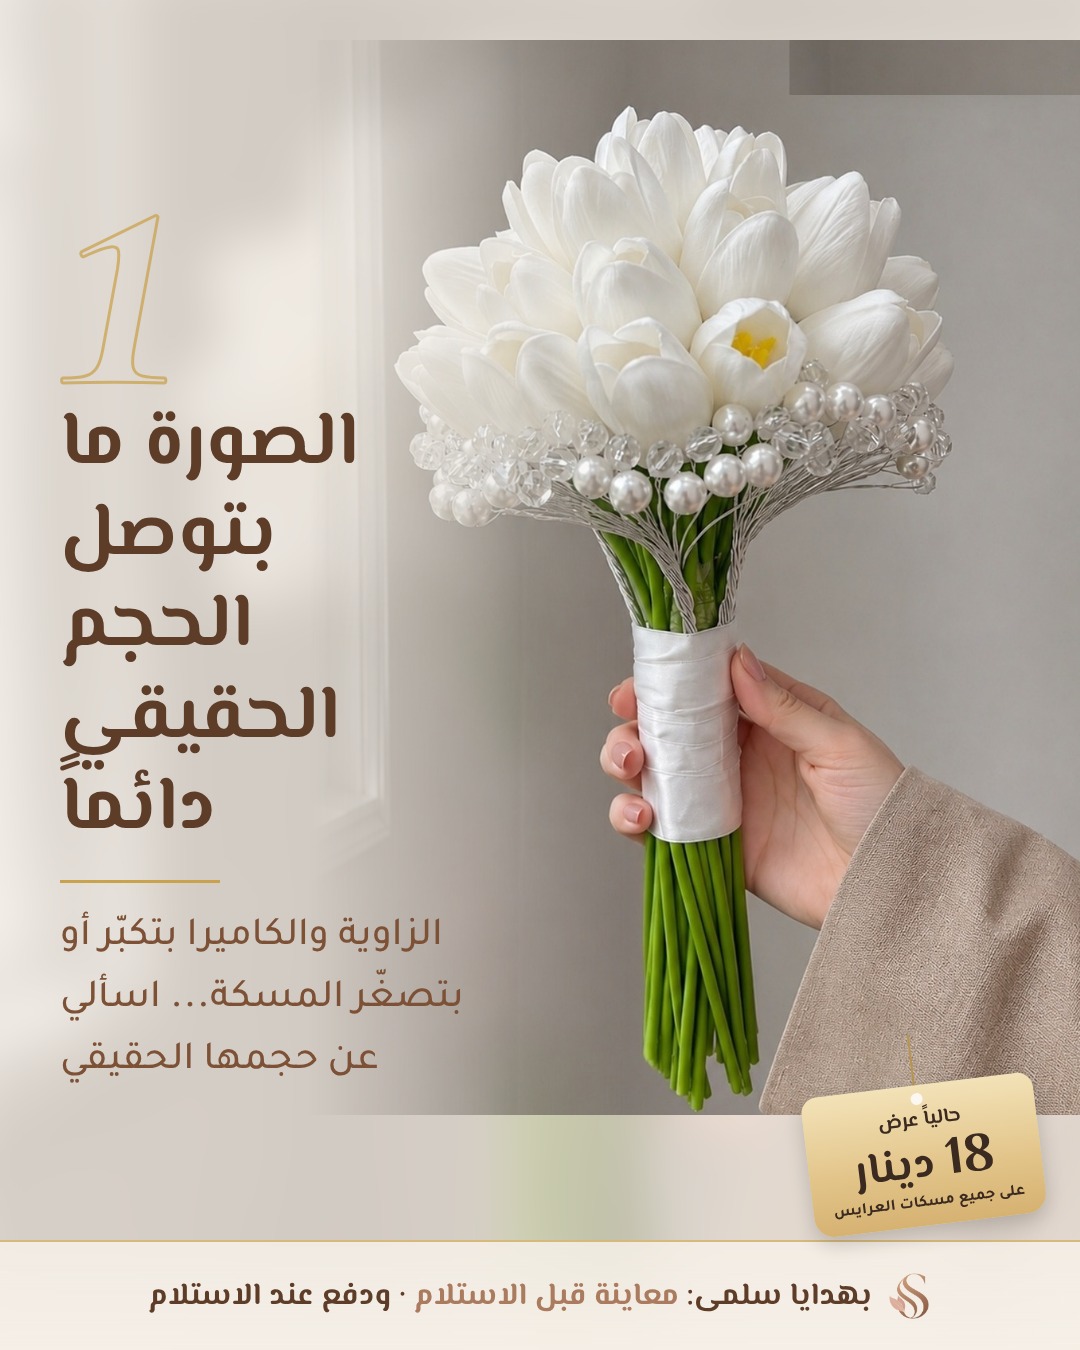 1
الصورة ما
بتوصل
الحجم
الحقيقي
دائماً
الزاوية والكاميرا بتكبّر أو
بتصغّر المسكة... اسألي
عن حجمها الحقيقي
حالياً عرض
18 دينار
على جميع مسكات العرايس
بهدايا سلمى: معاينة قبل الاستلام · ودفع عند الاستلام